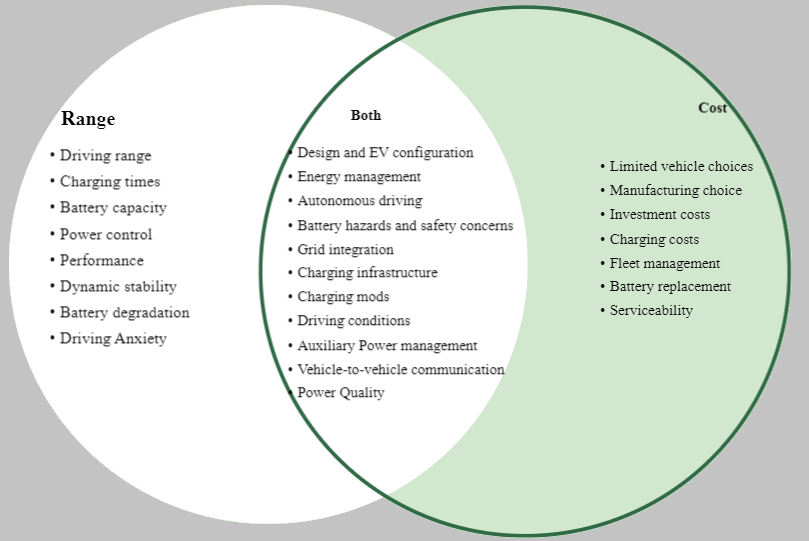 Range
• Driving range
• Charging times
• Battery capacity
• Power control
• Performance
• Dynamic stability
• Battery degradation
• Driving Anxiety
Both
• Design and EV configuration
• Energy management
• Autonomous driving
• Battery hazards and safety concerns
• Grid integration
• Charging infrastructure
• Charging mods
• Driving conditions
• Auxiliary Power management
• Vehicle-to-vehicle communication
• Power Quality
Cost
• Limited vehicle choices
• Manufacturing choice
• Investment costs
• Charging costs
• Fleet management
• Battery replacement
• Serviceability